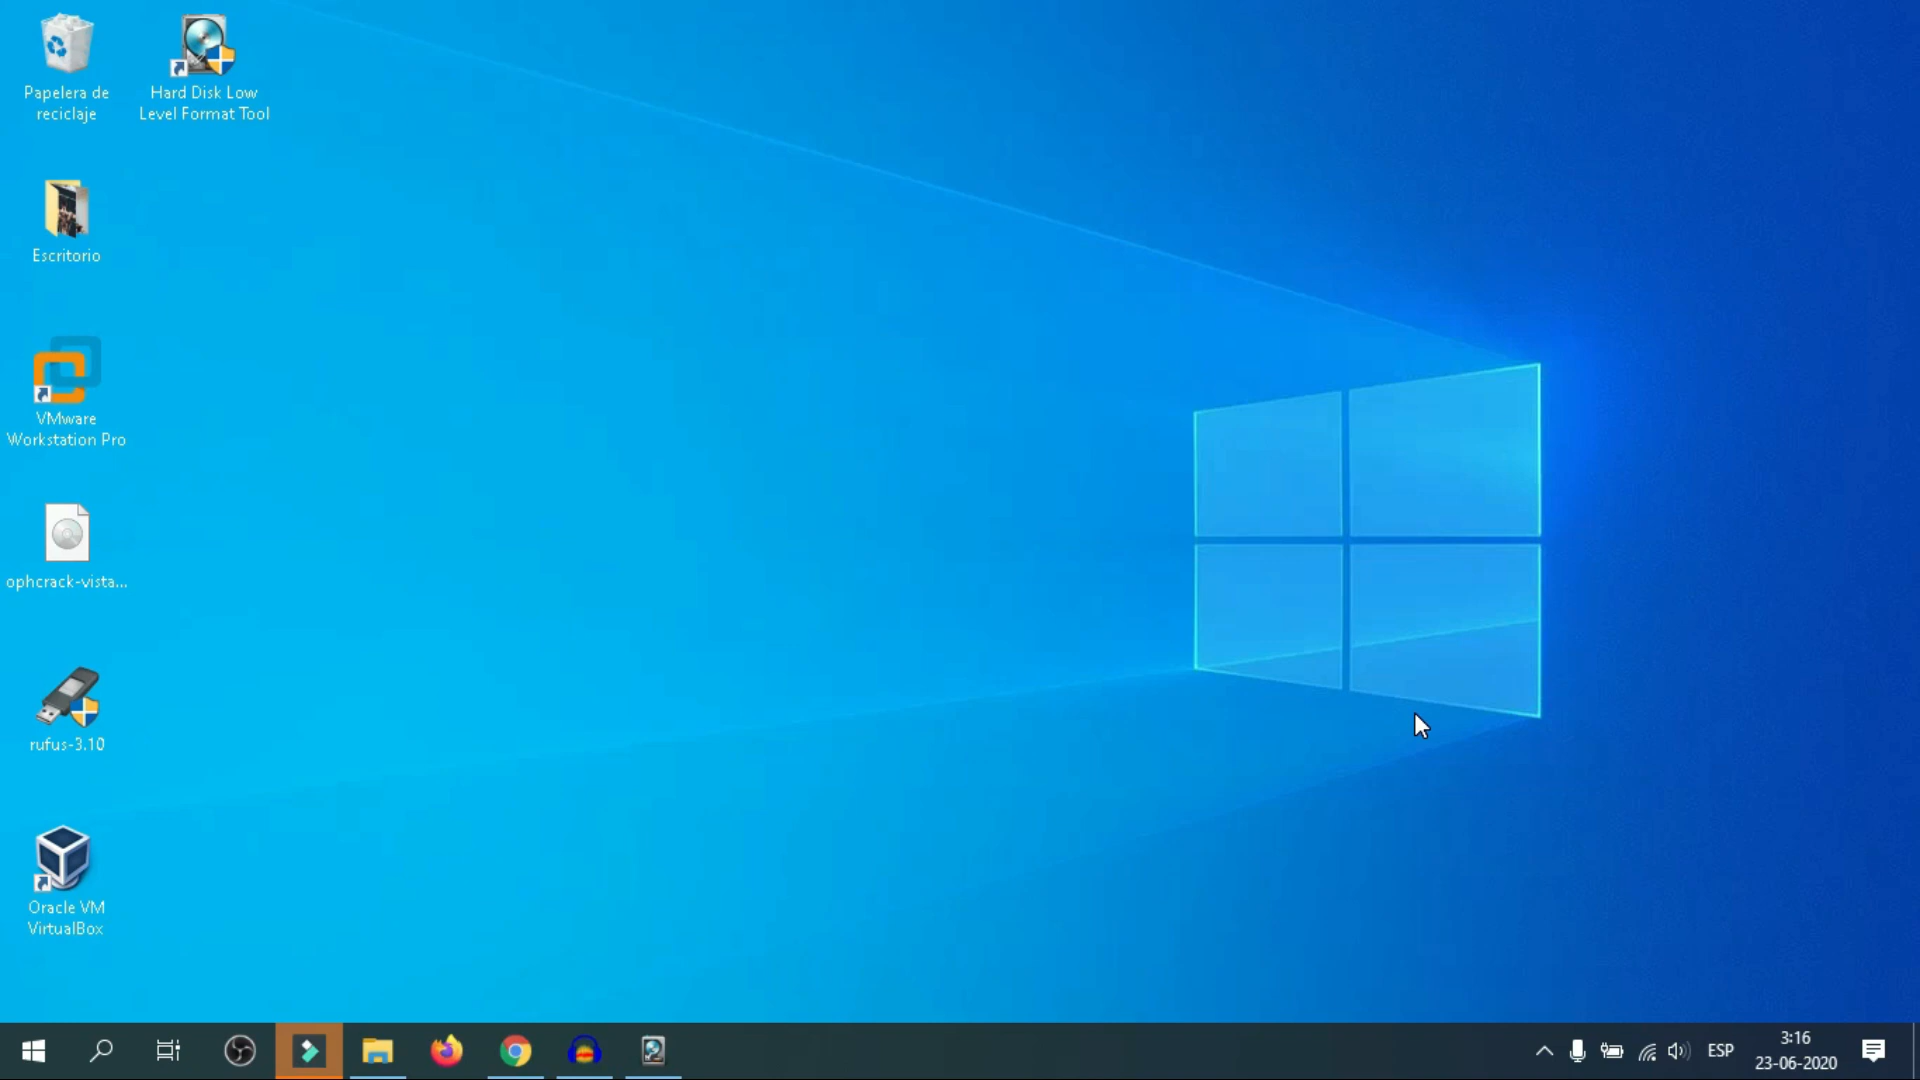 Papelera de
reciclaje
Hard Disk Low
Level Format Tool
Escritorio
VMware
Workstation Pro
ophcrack-vista...
rufus-3.10
Oracle VM
VirtualBox
ESP
3:16
23-06-2020